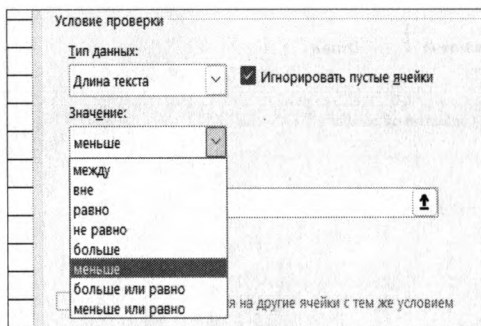 Условие проверки
Тип данных:
Длина текста
Игнорировать пустые ячейки
Значение:
меньше
между
вне
равно
не равно
больше
меньше
больше или равно
меньше или равно
на другие ячейки с тем же условием